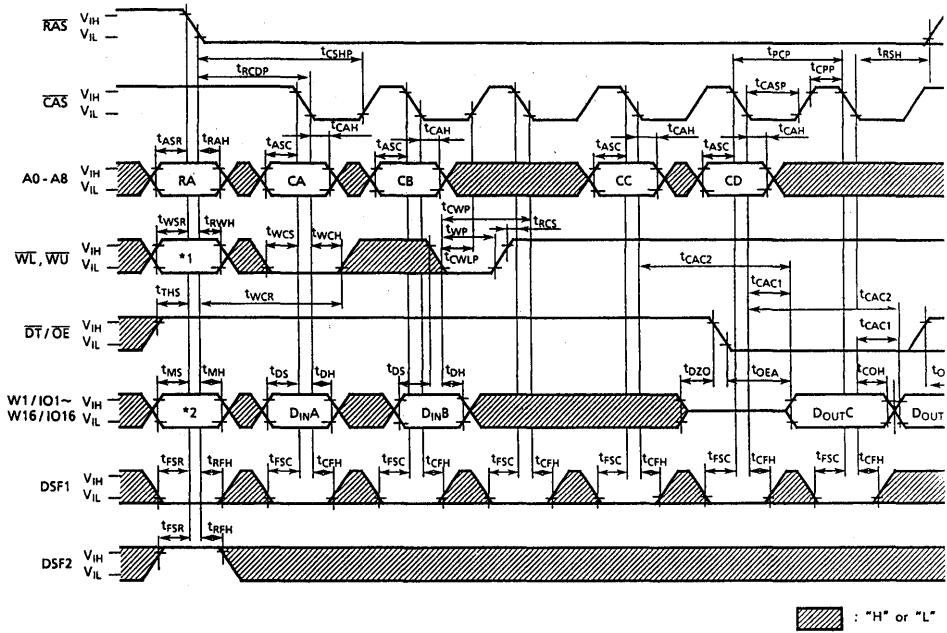 RAS VIH VIL
tCSHP tRCDP tPCP tCPP tRSH
CAS VIH VIL tCASP
tASR tRAH tASC tCAH tASC tCAH tASC tCAH tASC tCAH
A0 - A8 VIH VIL RA CA CB CC CD
tWSR tRWH tWCS tWCH tCWP tWP tCWLP tRCS
WL, WU VIH VIL *1
tTHS tWCR tCAC2 tCAC1 tCAC2 tCAC1
DT / OE VIH VIL
tMS tMH tDS tDH tDS tDH tDZO tOEA tCOH tO
W1 / IO1~ W16 / IO16 VIH VIL *2 DINA DINB DOUTC DOUT
tFSR tRFH tFSC tCFH tFSC tCFH tFSC tCFH tFSC tCFH tFSC tCFH tFSC tCFH
DSF1 VIH VIL
tFSR tRFH
DSF2 VIH VIL
: "H" or "L"